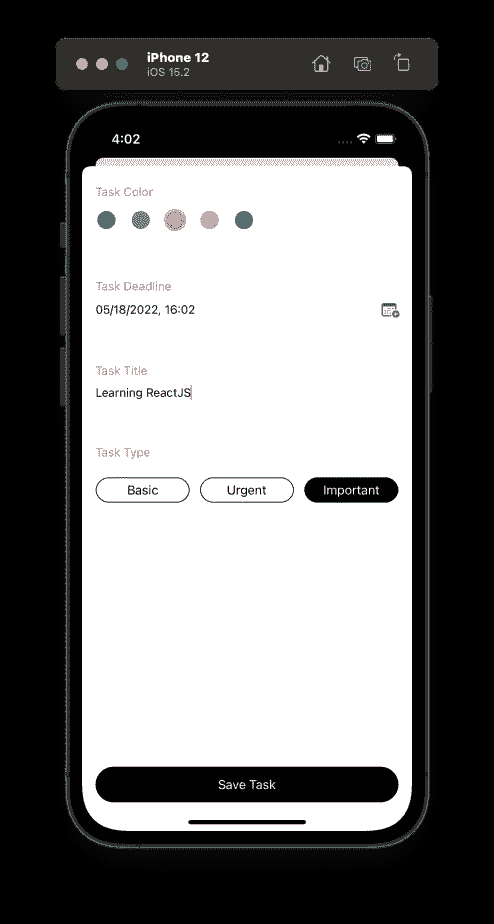 iPhone 12
iOS 15.2
4:02
Task Color
Task Deadline
05/18/2022, 16:02
Task Title
Learning ReactJS
Task Type
Basic Urgent Important
Save Task